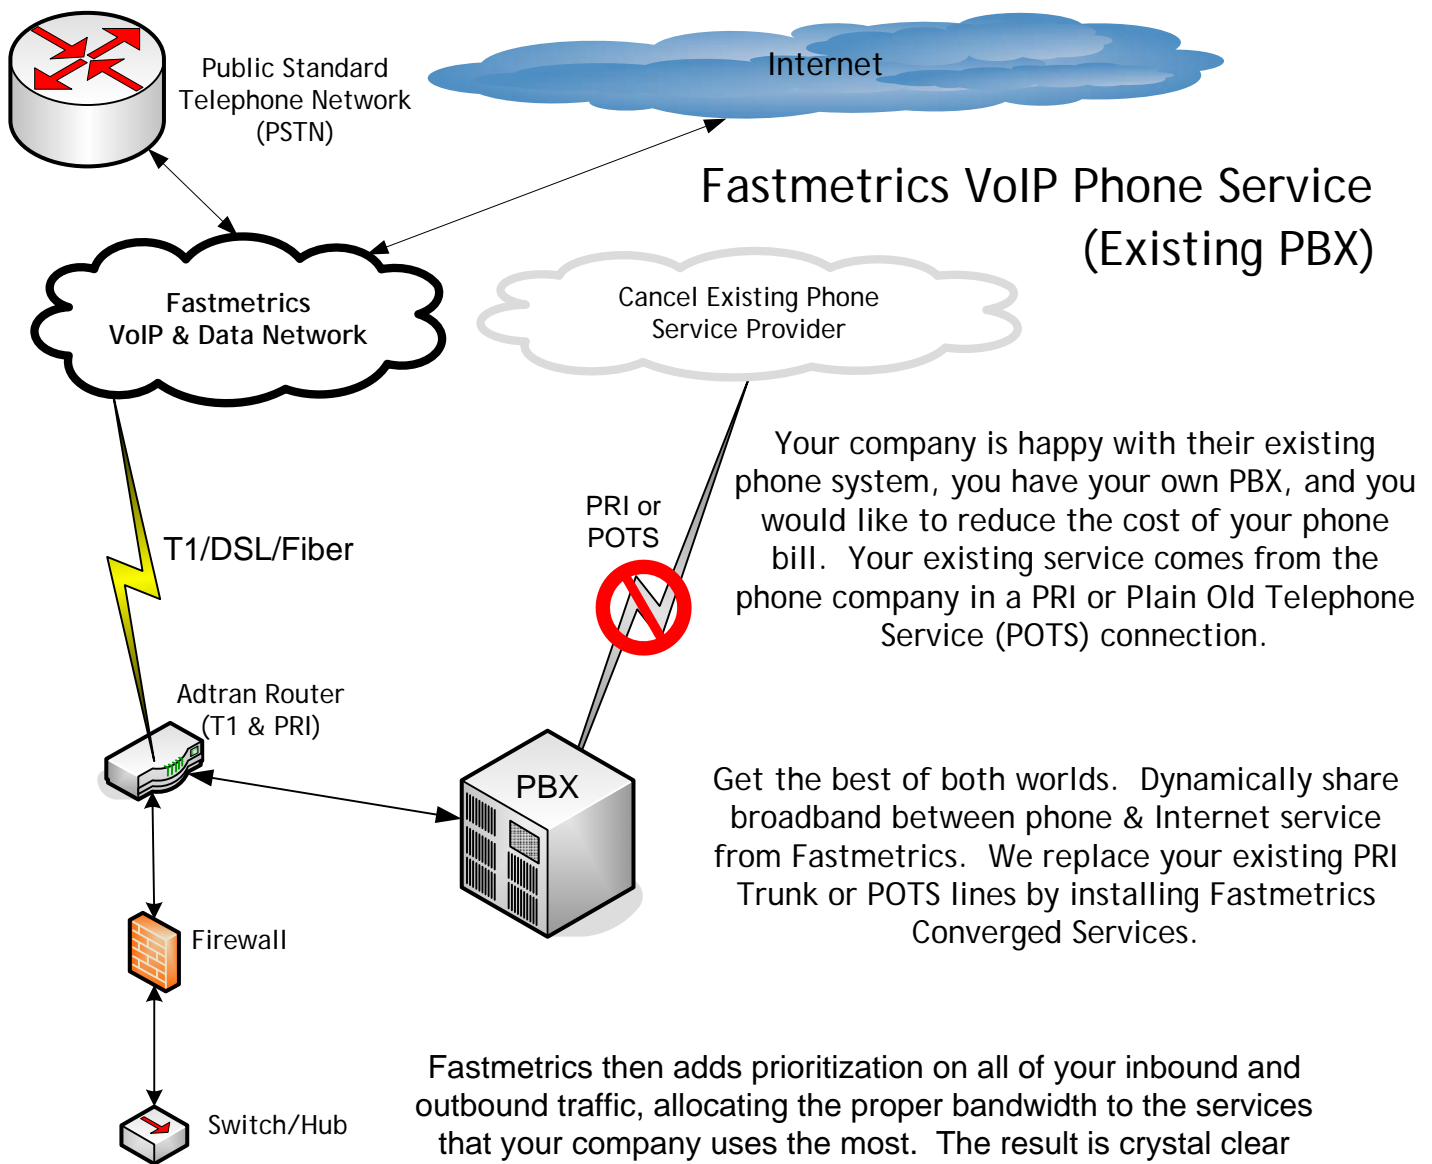 Public Standard
Telephone Network
(PSTN)
Internet
Fastmetrics VoIP Phone Service
(Existing PBX)
Fastmetrics
VoIP & Data Network
Cancel Existing Phone
Service Provider
T1/DSL/Fiber
PRI or
POTS
Your company is happy with their existing
phone system, you have your own PBX, and you
would like to reduce the cost of your phone
bill.  Your existing service comes from the
phone company in a PRI or Plain Old Telephone
Service (POTS) connection.
Adtran Router
(T1 & PRI)
PBX
Get the best of both worlds.  Dynamically share
broadband between phone & Internet service
from Fastmetrics.  We replace your existing PRI
Trunk or POTS lines by installing Fastmetrics
Converged Services.
Firewall
Switch/Hub
Fastmetrics then adds prioritization on all of your inbound and
outbound traffic, allocating the proper bandwidth to the services
that your company uses the most.  The result is crystal clear